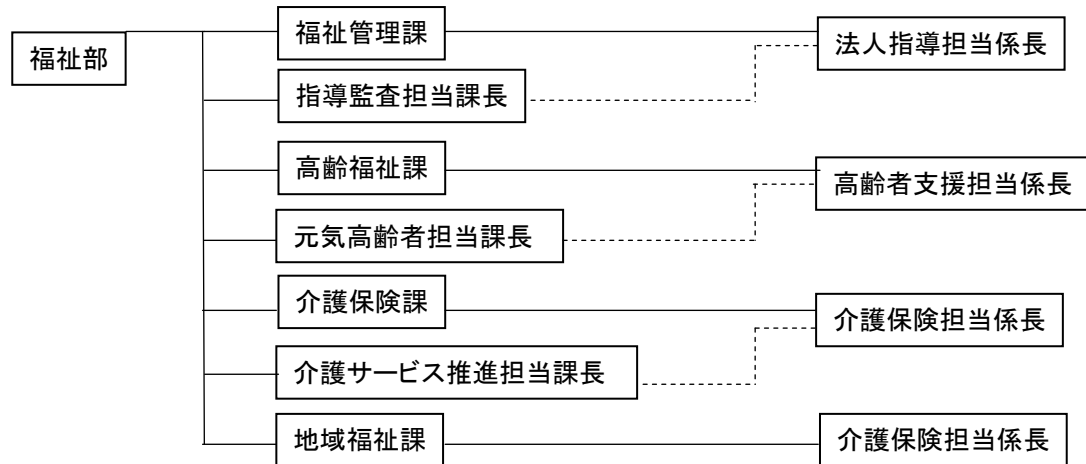 福祉部
福祉管理課
法人指導担当係長
指導監査担当課長
高齢福祉課
高齢者支援担当係長
元気高齢者担当課長
介護保険課
介護保険担当係長
介護サービス推進担当課長
地域福祉課
介護保険担当係長